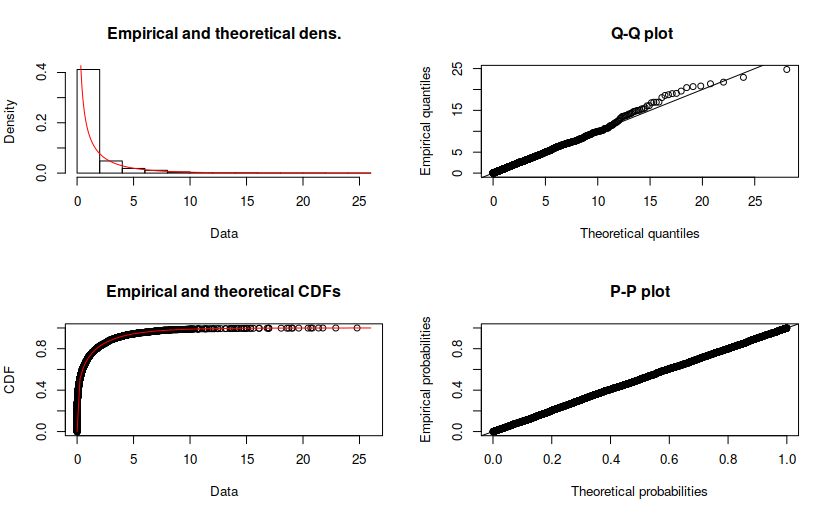 Empirical and theoretical dens.
Density
0.0 0.2 0.4
0 5 10 15 20 25
Data
Q-Q plot
Empirical quantiles
0 5 15 25
0 5 10 15 20 25
Theoretical quantiles
Empirical and theoretical CDFs
CDF
0.0 0.4 0.8
0 5 10 15 20 25
Data
P-P plot
Empirical probabilities
0.0 0.4 0.8
0.0 0.2 0.4 0.6 0.8 1.0
Theoretical probabilities